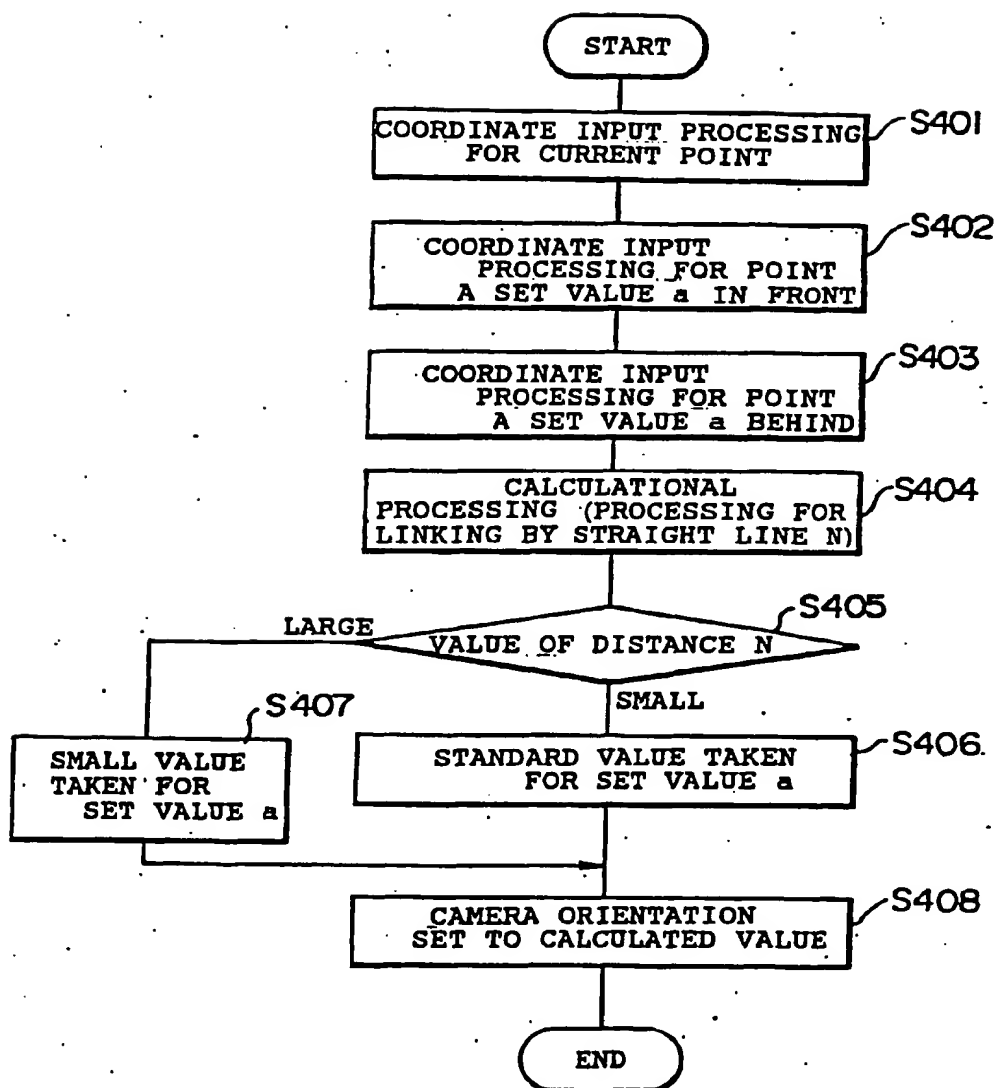 START
COORDINATE INPUT PROCESSING
FOR CURRENT POINT
S401
COORDINATE INPUT
PROCESSING FOR POINT
A SET VALUE a IN FRONT
S402
COORDINATE INPUT
PROCESSING FOR POINT
A SET VALUE a BEHIND
S403
CALCULATIONAL
PROCESSING (PROCESSING FOR
LINKING BY STRAIGHT LINE N)
S404
VALUE OF DISTANCE N
S405
LARGE
SMALL
SMALL VALUE
TAKEN FOR
SET VALUE a
S407
STANDARD VALUE TAKEN
FOR SET VALUE a
S406.
CAMERA ORIENTATION
SET TO CALCULATED VALUE
S408
END